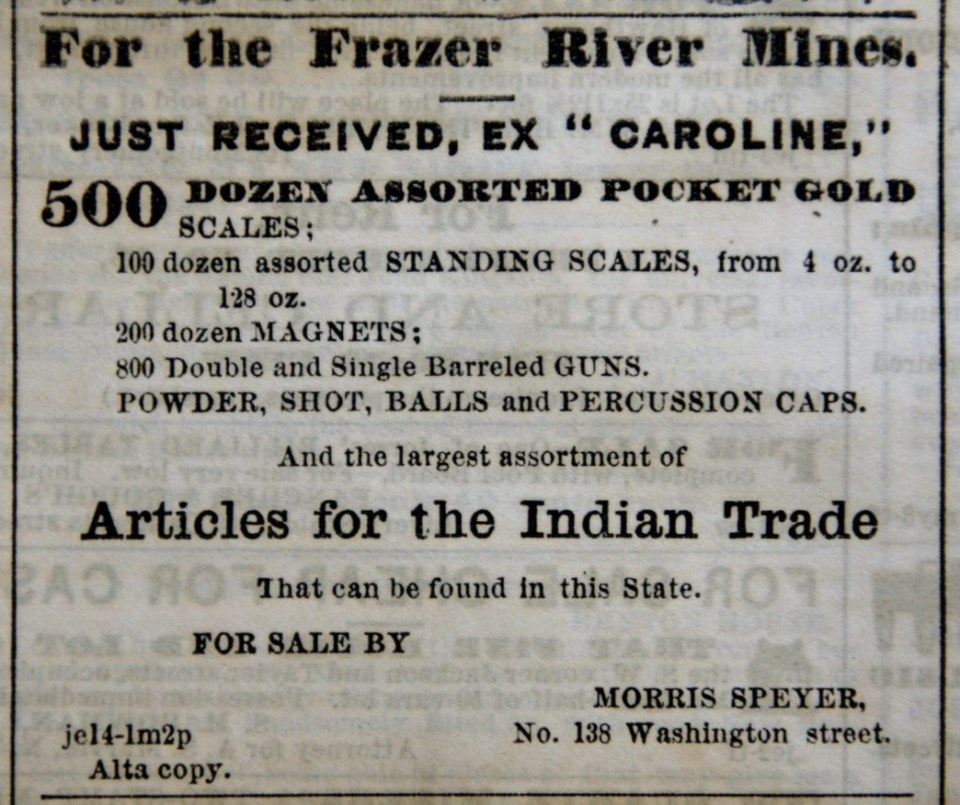 For the Frazer River Mines.
JUST RECEIVED, EX "CAROLINE,"
500 DOZEN ASSORTED POCKET GOLD
SCALES;
100 dozen assorted STANDING SCALES, from 4 oz. to
128 oz.
200 dozen MAGNETS;
800 Double and Single Barreled GUNS.
POWDER, SHOT, BALLS and PERCUSSION CAPS.
And the largest assortment of
Articles for the Indian Trade
That can be found in this State.
FOR SALE BY
MORRIS SPEYER,
je14-1m2p No. 138 Washington street.
Alta copy.